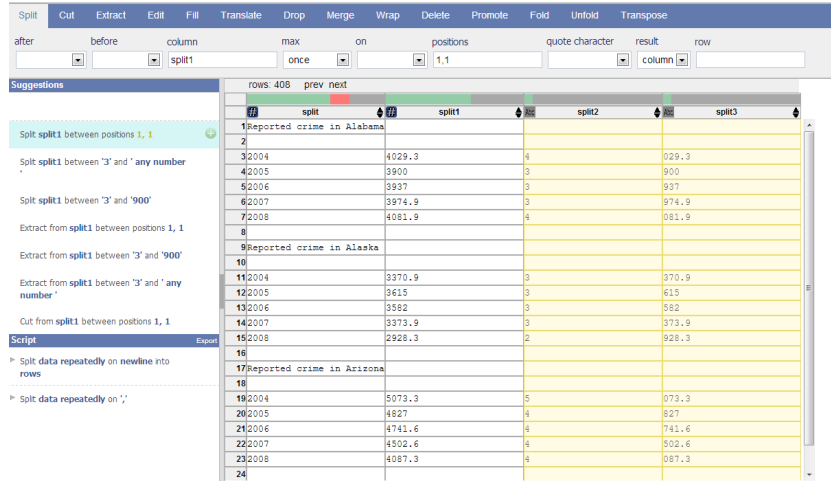 Split Cut Extract Edit Fill Translate Drop Merge Wrap Delete Promote Fold Unfold Transpose
after before column max on positions quote character result row
split1 once 1,1 column
Suggestions
rows: 408 prev next
Split split1 between positions 1, 1
Split split1 between '3' and ' any number
'
Split split1 between '3' and '900'
Extract from split1 between positions 1, 1
Extract from split1 between '3' and '900'
Extract from split1 between '3' and ' any
number '
Cut from split1 between positions 1, 1
Script Export
Split data repeatedly on newline into
rows
Split data repeatedly on ','
# split # split1 Abc split2 Abc split3
1 Reported crime in Alabama
2
3 2004 4029.3 4 029.3
4 2005 3900 3 900
5 2006 3937 3 937
6 2007 3974.9 3 974.9
7 2008 4081.9 4 081.9
8
9 Reported crime in Alaska
10
11 2004 3370.9 3 370.9
12 2005 3615 3 615
13 2006 3582 3 582
14 2007 3373.9 3 373.9
15 2008 2928.3 2 928.3
16
17 Reported crime in Arizona
18
19 2004 5073.3 5 073.3
20 2005 4827 4 827
21 2006 4741.6 4 741.6
22 2007 4502.6 4 502.6
23 2008 4087.3 4 087.3
24